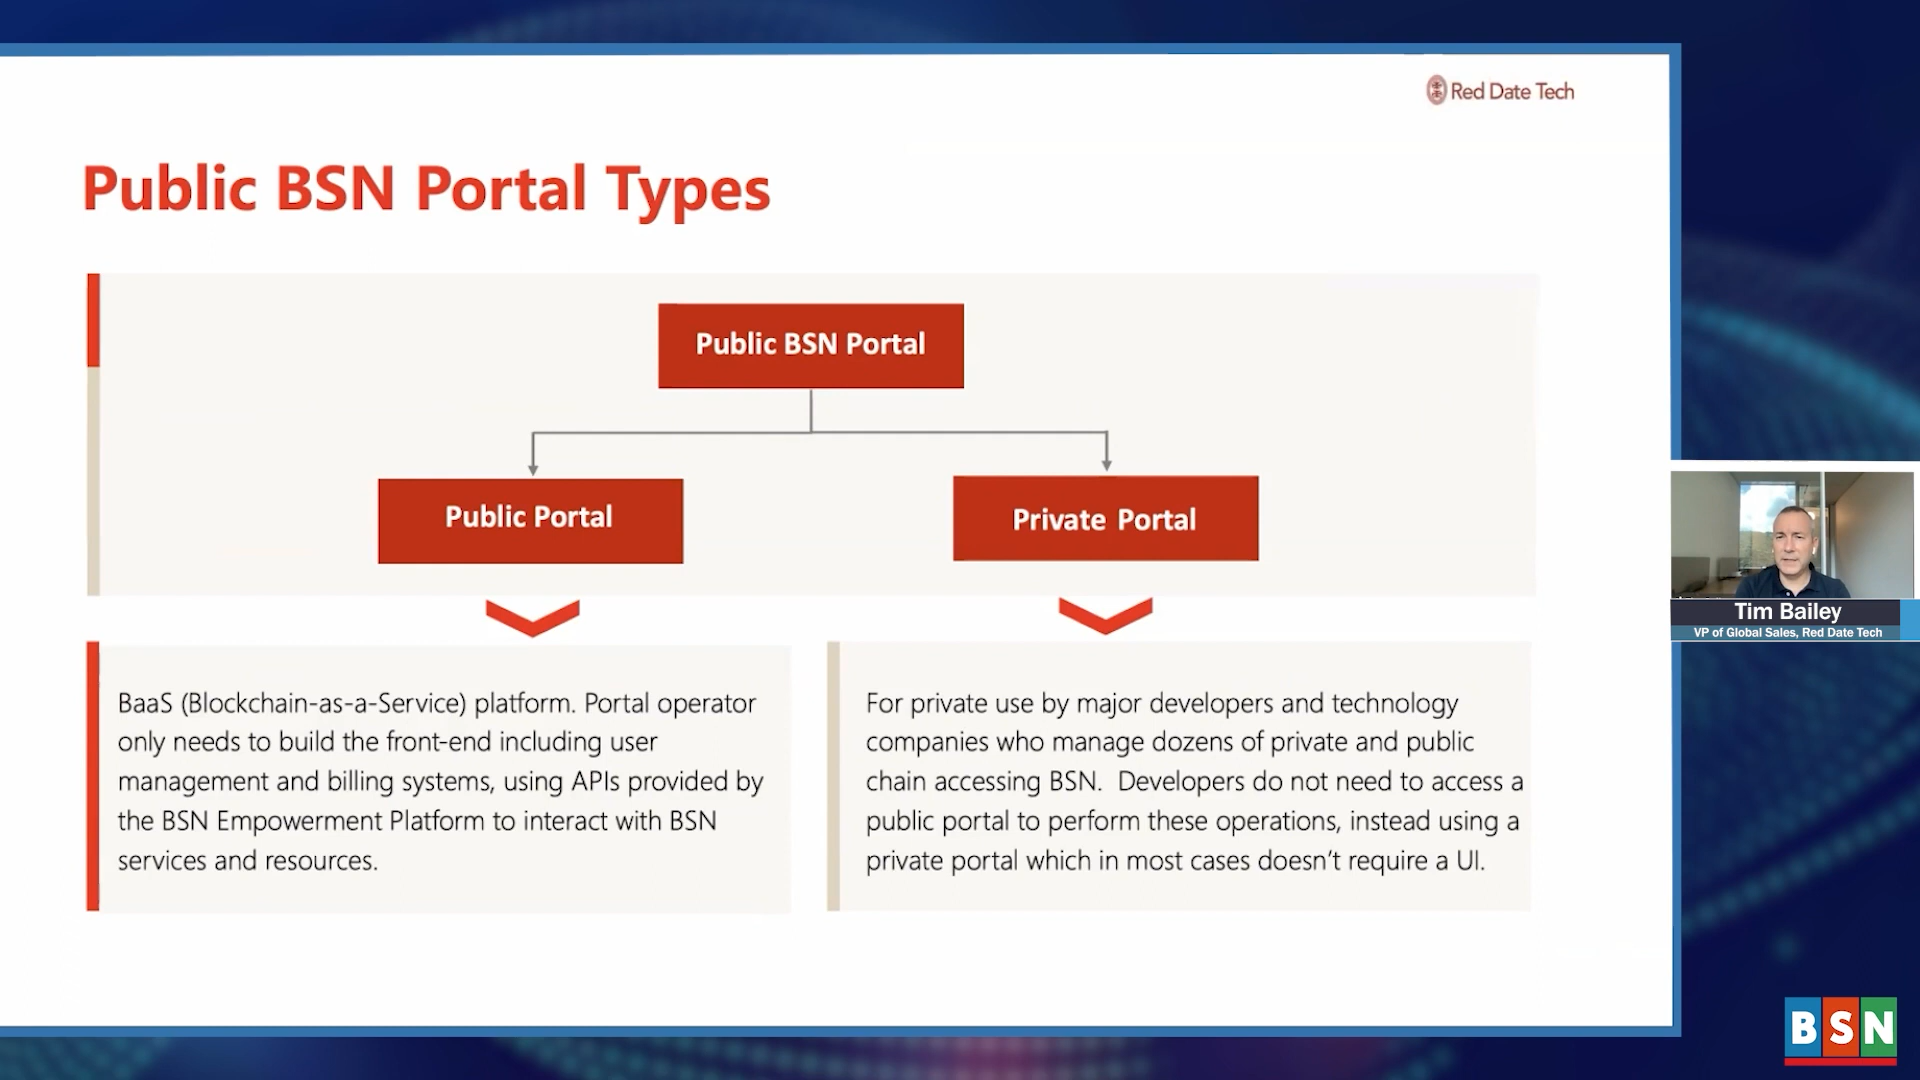 Red Date Tech
Public BSN Portal Types
Public BSN Portal
Public Portal
Private Portal
BaaS (Blockchain-as-a-Service) platform. Portal operator
only needs to build the front-end including user
management and billing systems, using APIs provided by
the BSN Empowerment Platform to interact with BSN
services and resources.
For private use by major developers and technology
companies who manage dozens of private and public
chain accessing BSN. Developers do not need to access a
public portal to perform these operations, instead using a
private portal which in most cases doesn't require a UI.
Tim Bailey
VP of Global Sales, Red Date Tech
BSN